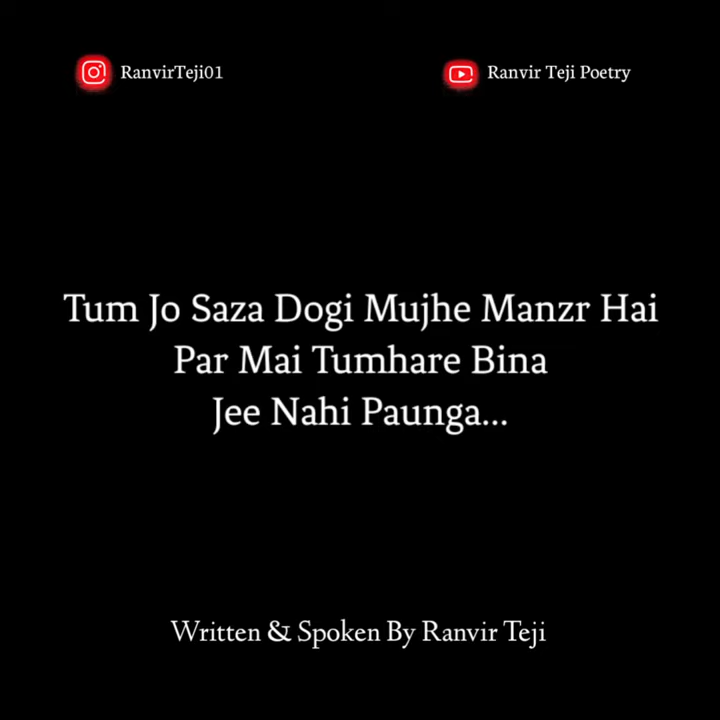 RanvirTeji01
Ranvir Teji Poetry
Tum Jo Saza Dogi Mujhe Manzr Hai
Par Mai Tumhare Bina
Jee Nahi Paunga...
Written & Spoken By Ranvir Teji